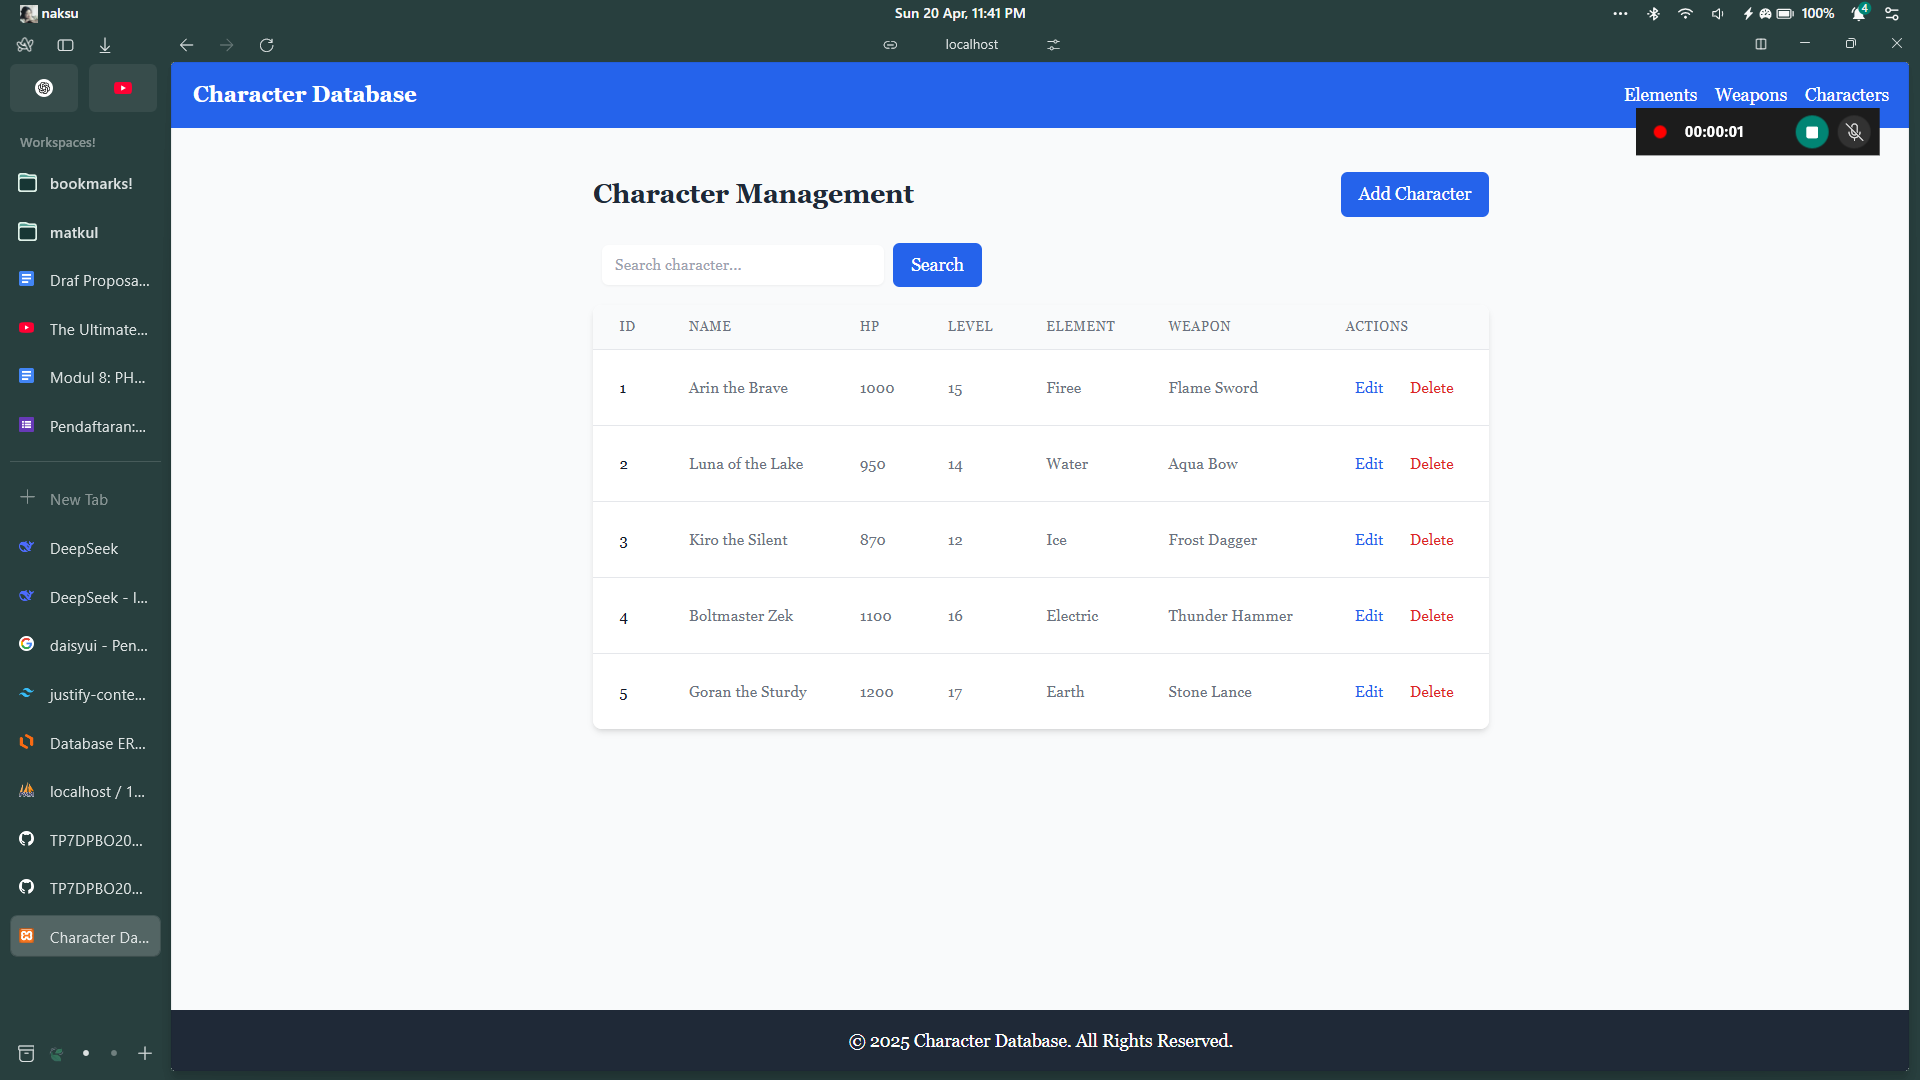 naksu
Sun 20 Apr, 11:41 PM
100%
4
localhost
Character Database
Elements
Weapons
Characters
00:00:01
Workspaces!
bookmarks!
matkul
Draf Proposa...
The Ultimate...
Modul 8: PH...
Pendaftaran:...
New Tab
DeepSeek
DeepSeek - I...
daisyui - Pen...
justify-conte...
Database ER...
localhost / 1...
TP7DPBO20...
TP7DPBO20...
Character Da...
Character Management
Add Character
Search character...
Search
ID NAME HP LEVEL ELEMENT WEAPON ACTIONS
1 Arin the Brave 1000 15 Firee Flame Sword Edit Delete
2 Luna of the Lake 950 14 Water Aqua Bow Edit Delete
3 Kiro the Silent 870 12 Ice Frost Dagger Edit Delete
4 Boltmaster Zek 1100 16 Electric Thunder Hammer Edit Delete
5 Goran the Sturdy 1200 17 Earth Stone Lance Edit Delete
© 2025 Character Database. All Rights Reserved.